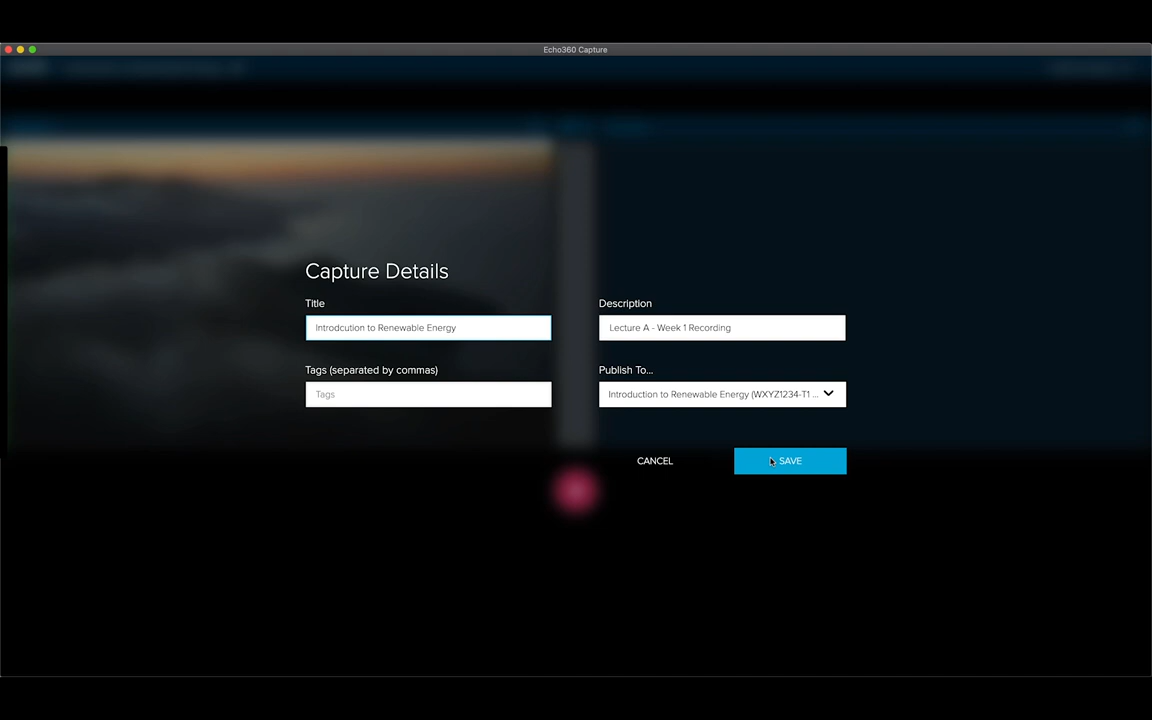 Echo360 Capture
Capture Details
Title
Description
Introdcution to Renewable Energy
Lecture A - Week 1 Recording
Tags (separated by commas)
Publish To...
Tags
Introduction to Renewable Energy (WXYZ1234-T1 ...
CANCEL
SAVE